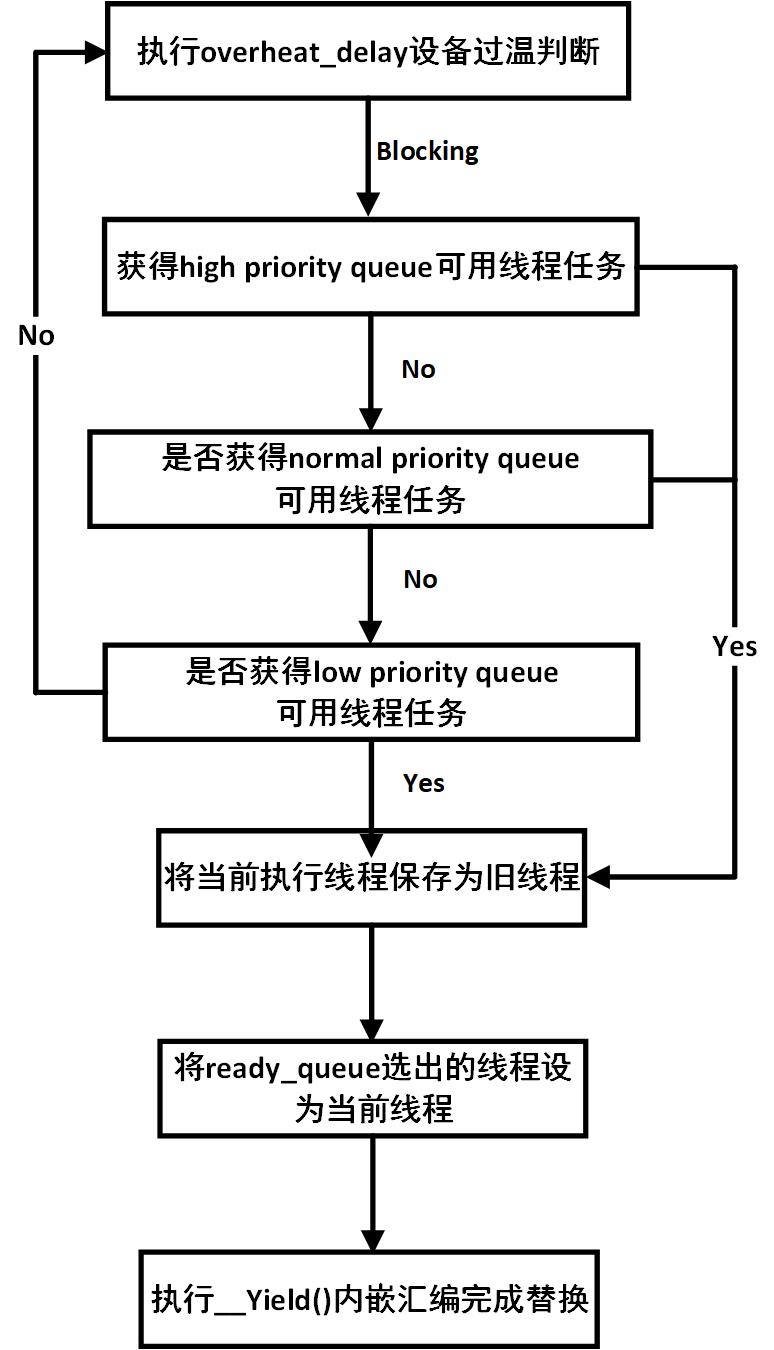 执行overheat_delay设备过温判断
Blocking
获得high priority queue可用线程任务
No
No
是否获得normal priority queue
可用线程任务
No
Yes
是否获得low priority queue
可用线程任务
Yes
将当前执行线程保存为旧线程
将ready_queue选出的线程设
为当前线程
执行__Yield()内嵌汇编完成替换